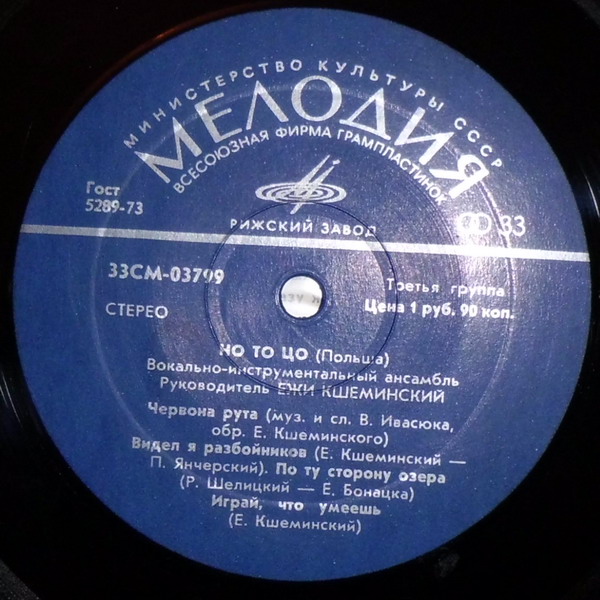 МИНИСТЕРСТВО КУЛЬТУРЫ СССР
МЕЛОДИЯ
ВСЕСОЮЗНАЯ ФИРМА ГРАМПЛАСТИНОК
Гост
5289-73
РИЖСКИЙ ЗАВОД
33
33СМ-03799
Третья группа
СТЕРЕО
Цена 1 руб. 90 коп.
НО ТО ЦО (Польша)
Вокально-инструментальный ансамбль
Руководитель ЕЖИ КШЕМИНСКИЙ
Червона рута (муз. и сл. В. Ивасюка,
обр. Е. Кшеминского)
Видел я разбойников (Е. Кшеминский —
П. Янчерский). По ту сторону озера
(Р. Шелицкий — Е. Бонацка)
Играй, что умеешь
(Е. Кшеминский)